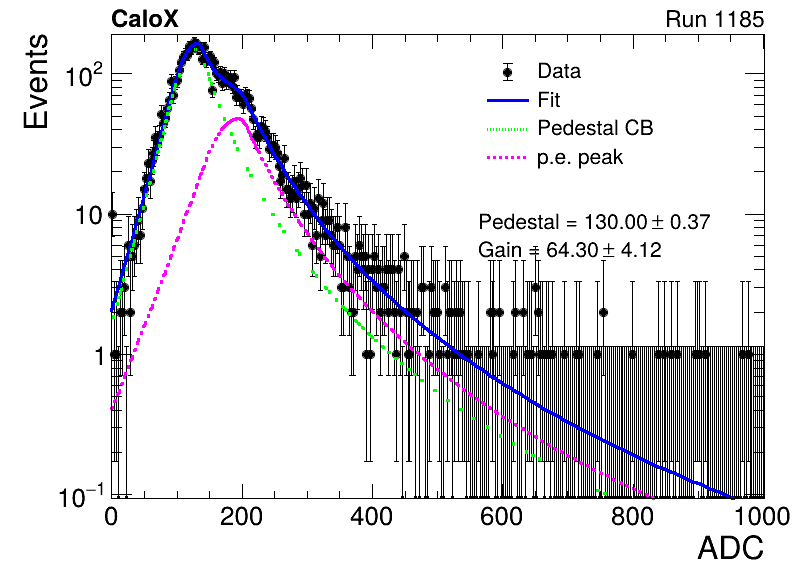 CaloX Run 1185
Events
Data
Fit
Pedestal CB
p.e. peak
Pedestal = 130.00 ± 0.37
Gain = 64.30 ± 4.12
10²
10
1
10⁻¹
0 200 400 600 800 1000
ADC